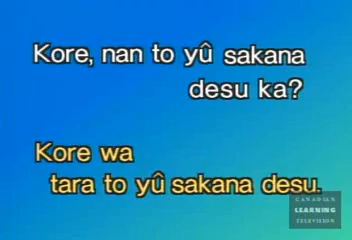 Kore, nan to yû sakana
desu ka?
Kore wa
tara to yû sakana desu.
CANADIAN
LEARNING
TELEVISION